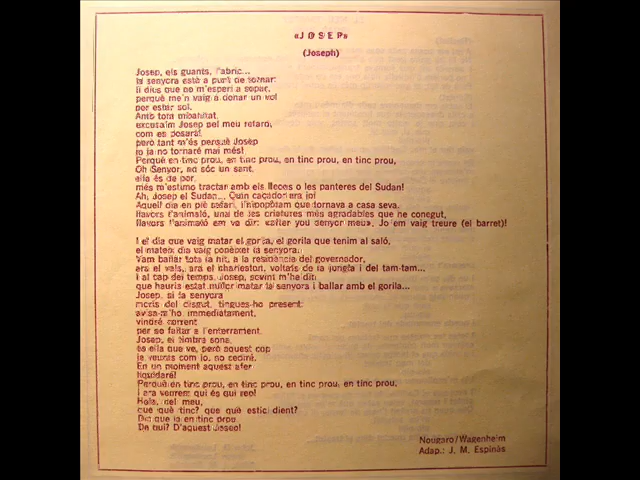 «JOSEP»
(Joseph)
Josep, els guants, l'abric...
la senyora està a punt de tornar:
li dius que no m'esperi a sopar,
perquè me'n vaig a donar un vol
per estar sol.
Amb tota
excusa'm Josep pel meu retard,
com es posarà!
però tant m'és perquè Josep
jo ja no tornaré mai més!
Perquè en tinc prou, en tinc prou, en tinc prou, en tinc prou,
Oh Senyor, no sóc un sant,
ella és de por,
més m'estimo tractar amb els lleces o les panteres del Sudan!
Ah, Josep el Sudan... Quin caçador era jo!
Aquell dia en ple safari, l'hipopòtam que tornava a casa seva,
llavors l'animaló, una de les criatures més agradables que he conegut,
llavors l'animaló em va dir: «after you senyor meu». Jo em vaig treure (el barret)!
I el dia que vaig matar el goril·la, el goril·la que tenim al saló,
el mateix dia vaig conèixer la senyora.
Vam ballar tota la nit, a la residència del governador,
ara el vals, ara el charleston, voltats de la jungla i del tam-tam...
I al cap del temps, Josep, sovint m'he dit:
que hauria estat millor matar la senyora i ballar amb el goril·la...
Josep, si la senyora
moris del disgut, tingues-ho present:
avisa-m'ho immediatament,
vindré corrent
per no faltar a l'enterrament.
Josep, el timbre sona,
és ella que ve, però aquest cop
ja veuràs com jo, no cediré.
En un moment aquest afer
liquidaré!
Perquè en tinc prou, en tinc prou, en tinc prou, en tinc prou,
I ara veurem qui és qui reo!
Hola, cel meu,
que què tinc? que què estic dient?
Dic que jo en tinc prou
De qui? D'aquest Josep!
Nougaro/Wagenheim
Adap.: J. M. Espinàs